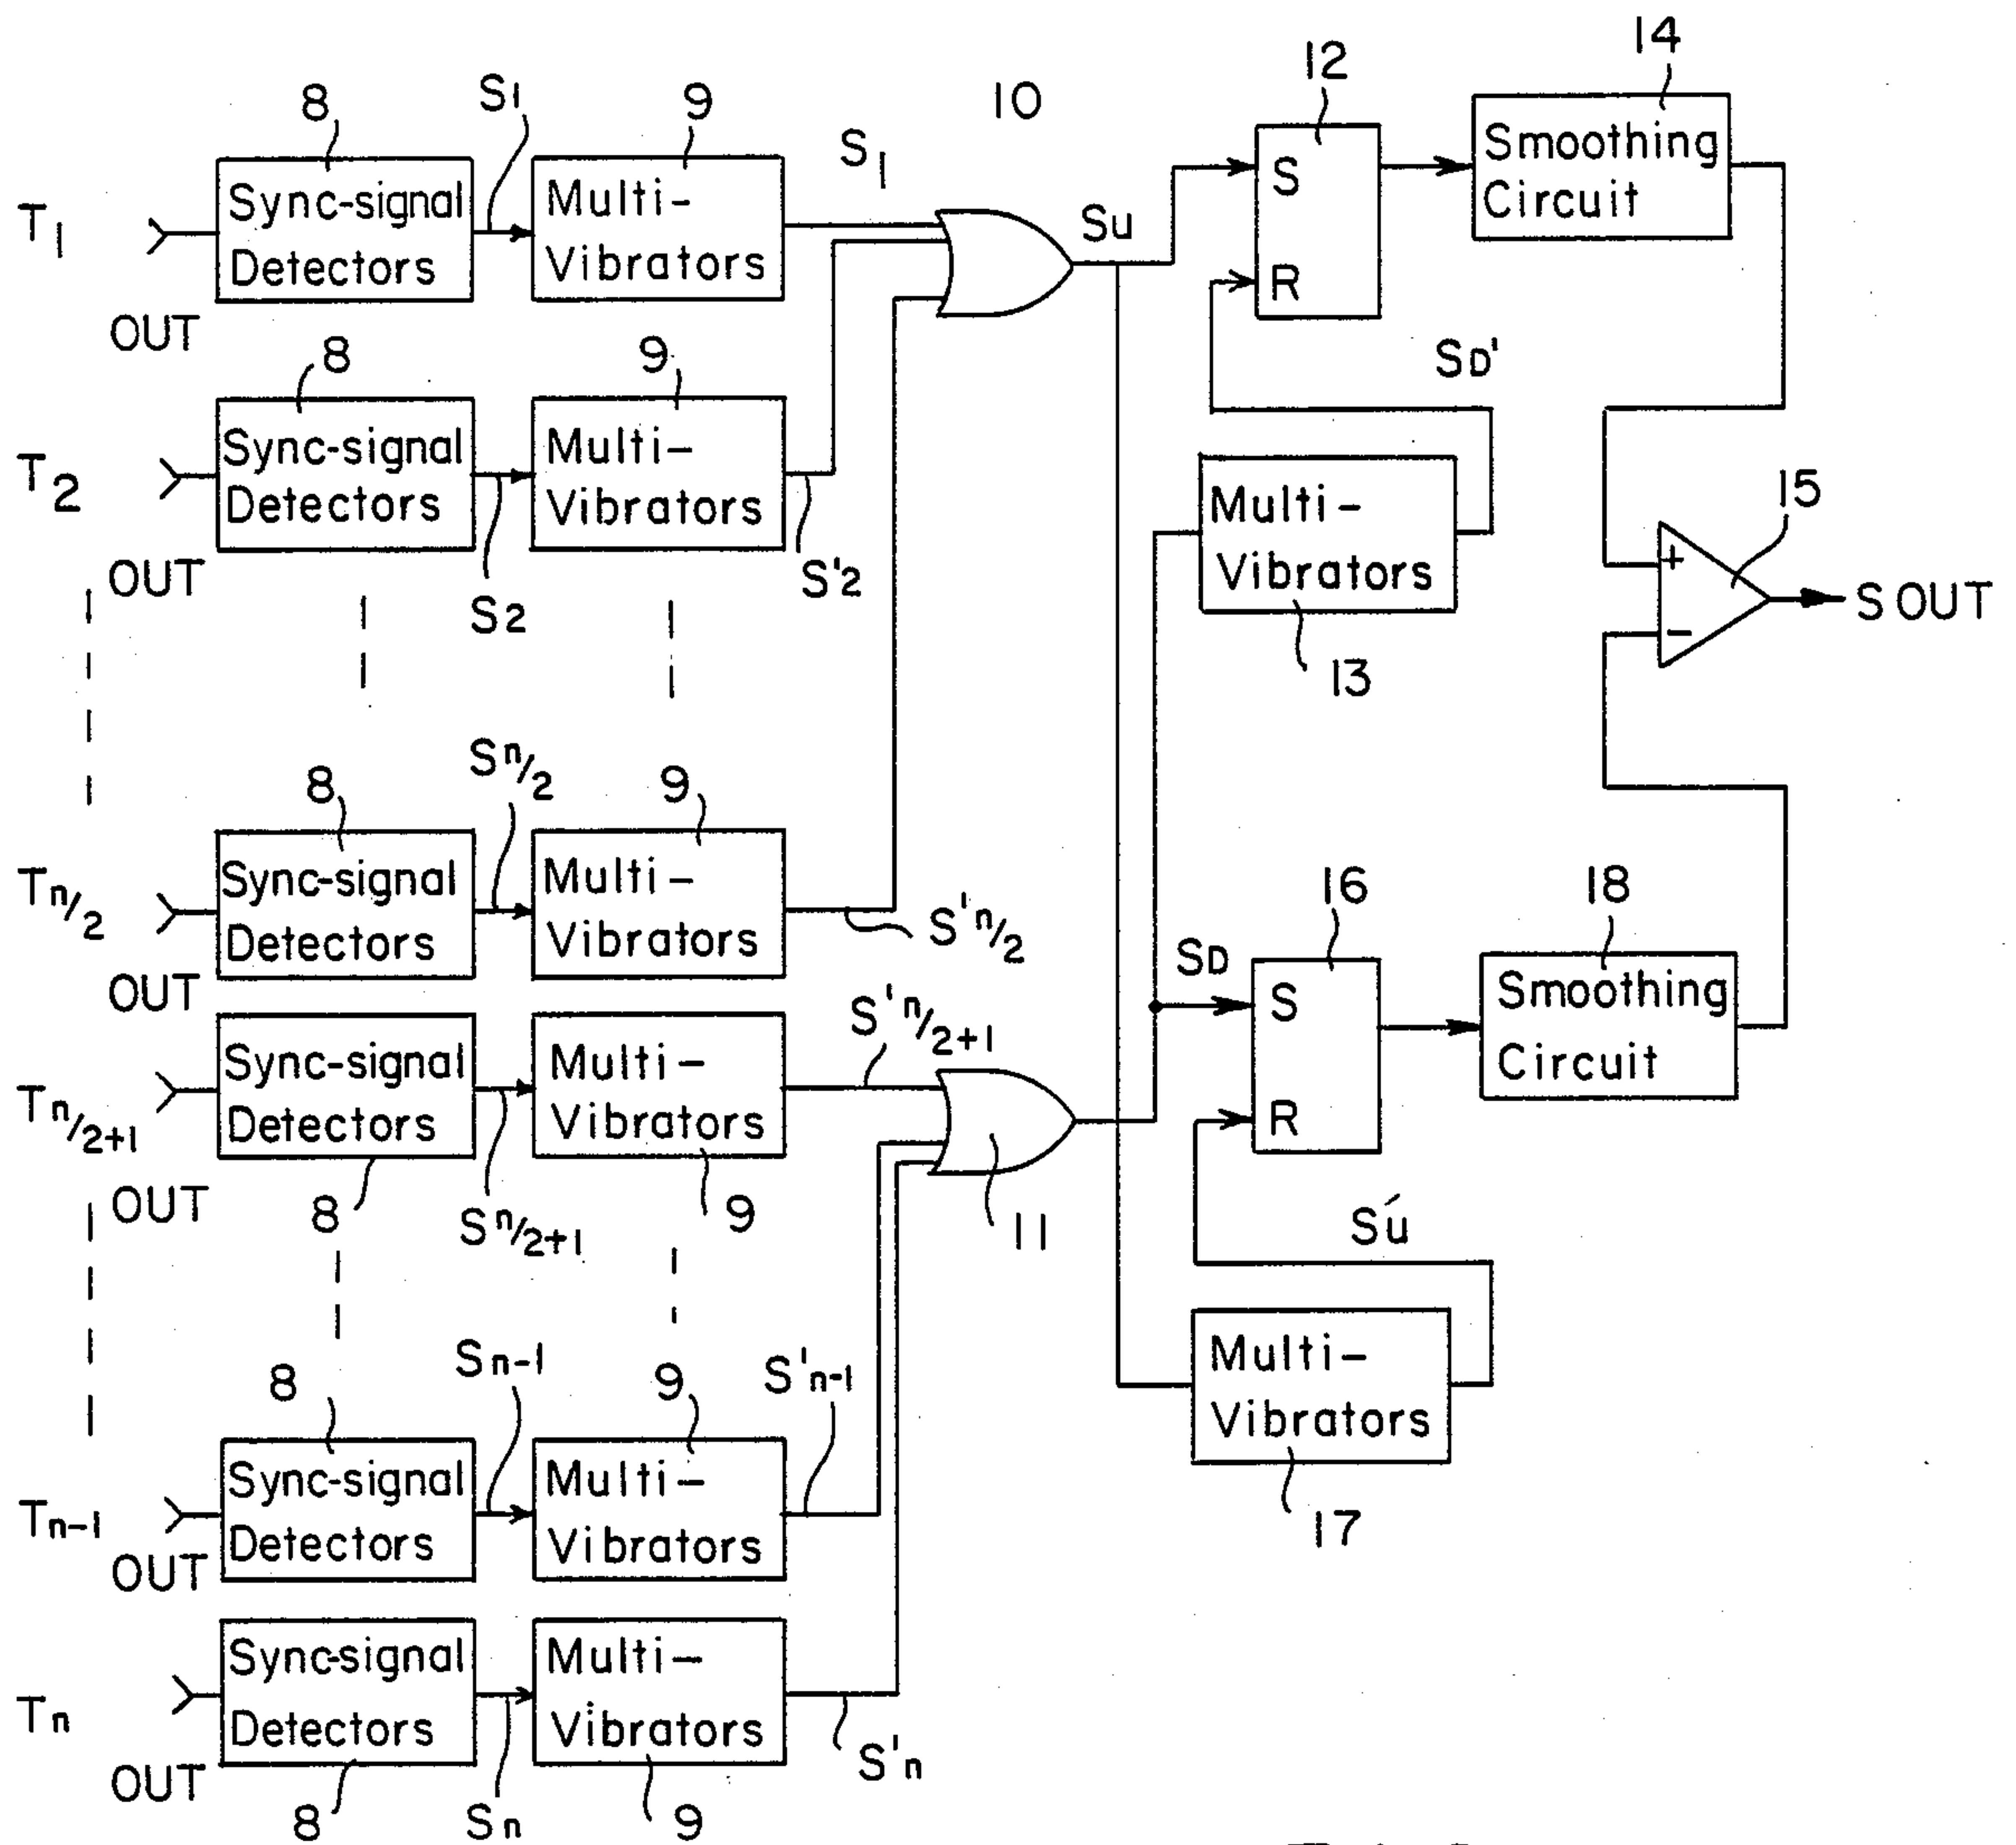 T1
OUT
8
Sync-signal
Detectors
S1
9
Multi-
Vibrators
S1
10
Su
12
S
R
14
Smoothing
Circuit
T2
OUT
8
Sync-signal
Detectors
S2
9
Multi-
Vibrators
S'2
SD'
Multi-
Vibrators
13
15
+
-
S OUT
Tn/2
OUT
8
Sync-signal
Detectors
Sn/2
9
Multi-
Vibrators
S'n/2
Tn/2+1
OUT
Sync-signal
Detectors
8
Sn/2+1
Multi-
Vibrators
9
S'n/2+1
11
SD
16
S
R
18
Smoothing
Circuit
S'u
Multi-
Vibrators
17
Tn-1
OUT
8
Sync-signal
Detectors
Sn-1
9
Multi-
Vibrators
S'n-1
Tn
OUT
Sync-signal
Detectors
8
Sn
Multi-
Vibrators
9
S'n